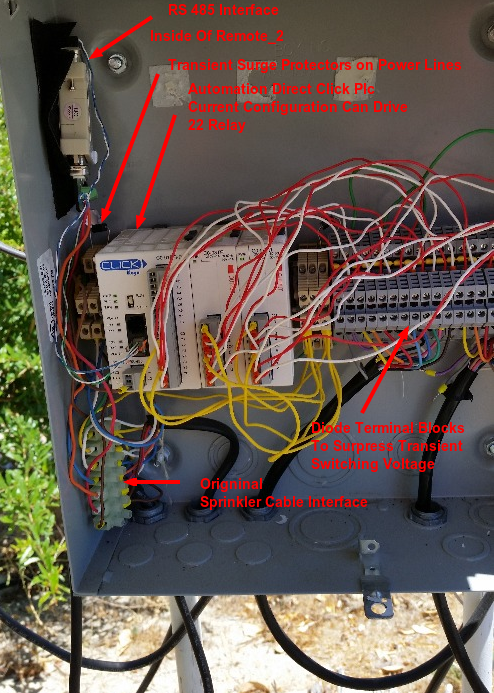 RS 485 Interface
Inside Of Remote_2
Transient Surge Protectors on Power Lines
Automation Direct Click Plc
Current Configuration Can Drive
22 Relay
CLICK
Diode Terminal Blocks
To Surpress Transient
Switching Voltage
Origninal
Sprinkler Cable Interface